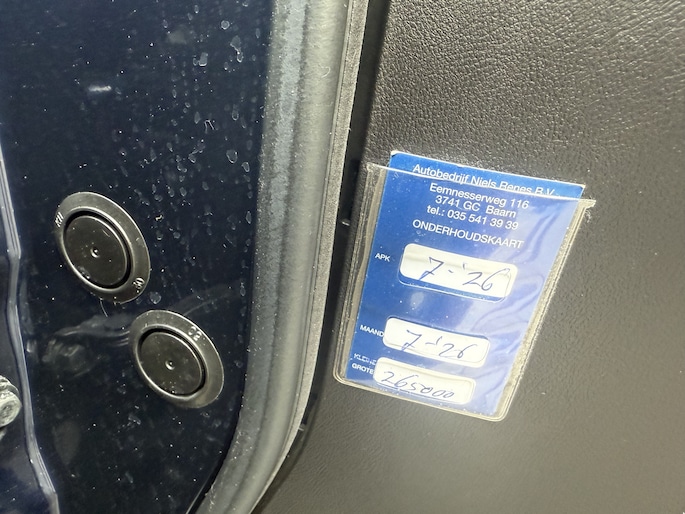 Autobedrijf Niels Renes B.V.
Eemnesserweg 116
3741 GC Baarn
tel.: 035 541 39 39
ONDERHOUDSKAART
APK 7-'26
MAAND 7-'26
KLEINE
GROTE 265000